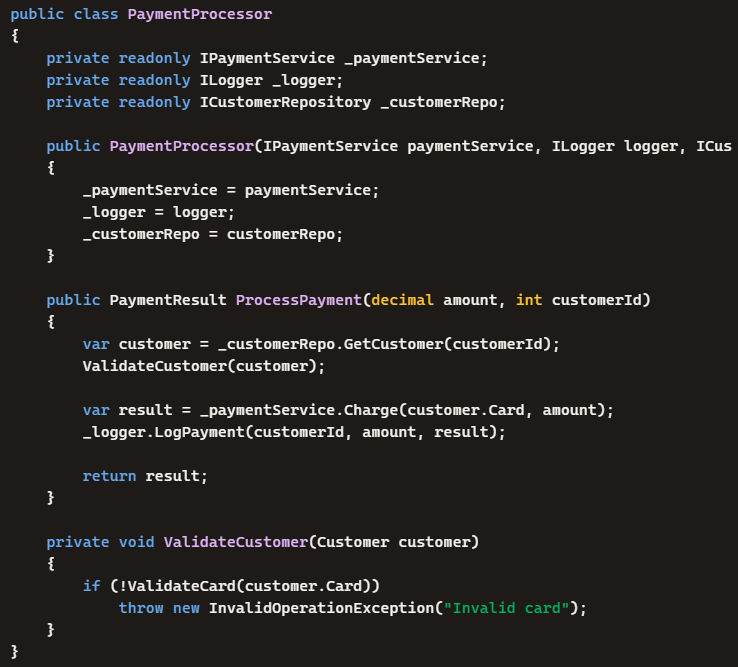 public class PaymentProcessor
{
    private readonly IPaymentService _paymentService;
    private readonly ILogger _logger;
    private readonly ICustomerRepository _customerRepo;

    public PaymentProcessor(IPaymentService paymentService, ILogger logger, ICus
    {
        _paymentService = paymentService;
        _logger = logger;
        _customerRepo = customerRepo;
    }

    public PaymentResult ProcessPayment(decimal amount, int customerId)
    {
        var customer = _customerRepo.GetCustomer(customerId);
        ValidateCustomer(customer);

        var result = _paymentService.Charge(customer.Card, amount);
        _logger.LogPayment(customerId, amount, result);

        return result;
    }

    private void ValidateCustomer(Customer customer)
    {
        if (!ValidateCard(customer.Card))
            throw new InvalidOperationException("Invalid card");
    }
}